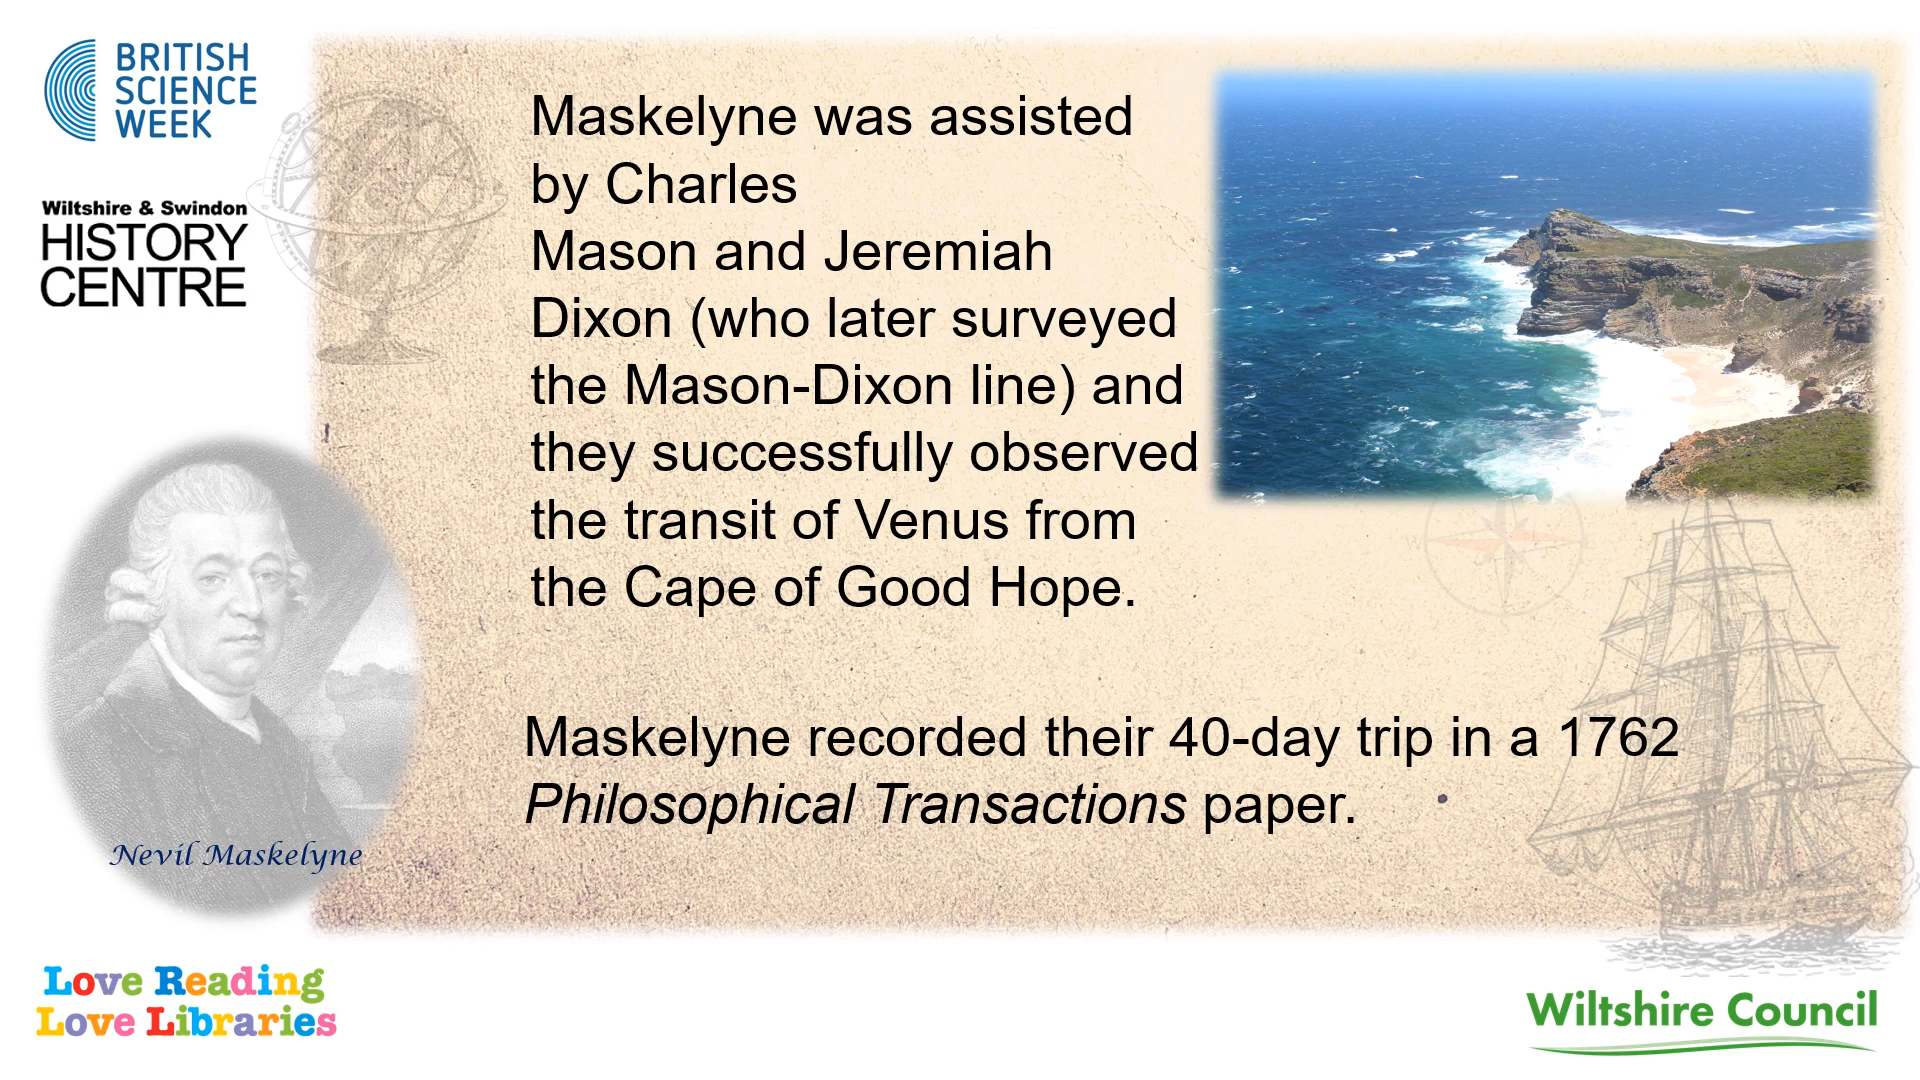 BRITISH
SCIENCE
WEEK
Wiltshire & Swindon
HISTORY
CENTRE
Maskelyne was assisted
by Charles
Mason and Jeremiah
Dixon (who later surveyed
the Mason-Dixon line) and
they successfully observed
the transit of Venus from
the Cape of Good Hope.
Maskelyne recorded their 40-day trip in a 1762
Philosophical Transactions paper.
Nevil Maskelyne
Love Reading
Love Libraries
Wiltshire Council